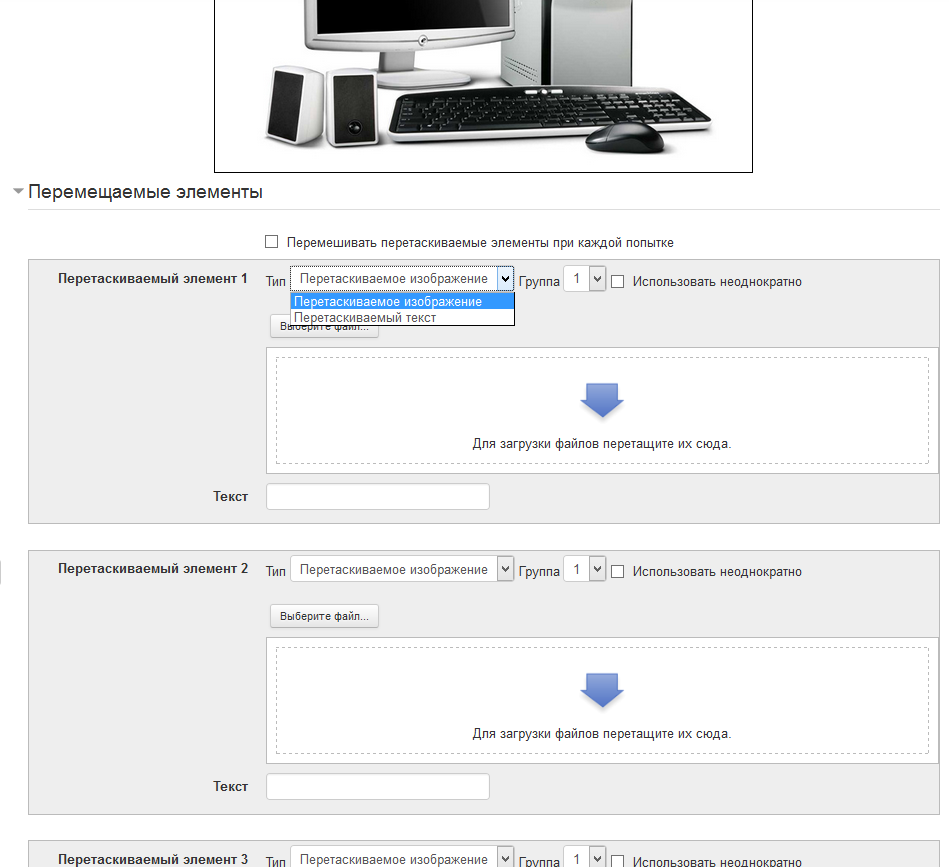 Перемещаемые элементы
Перемешивать перетаскиваемые элементы при каждой попытке
Перетаскиваемый элемент 1 Тип Перетаскиваемое изображение Группа 1 Использовать неоднократно
Перетаскиваемое изображение
Перетаскиваемый текст
Выберите файл...
Для загрузки файлов перетащите их сюда.
Текст
Перетаскиваемый элемент 2 Тип Перетаскиваемое изображение Группа 1 Использовать неоднократно
Выберите файл...
Для загрузки файлов перетащите их сюда.
Текст
Перетаскиваемый элемент 3 Тип Перетаскиваемое изображение Группа 1 Использовать неоднократно